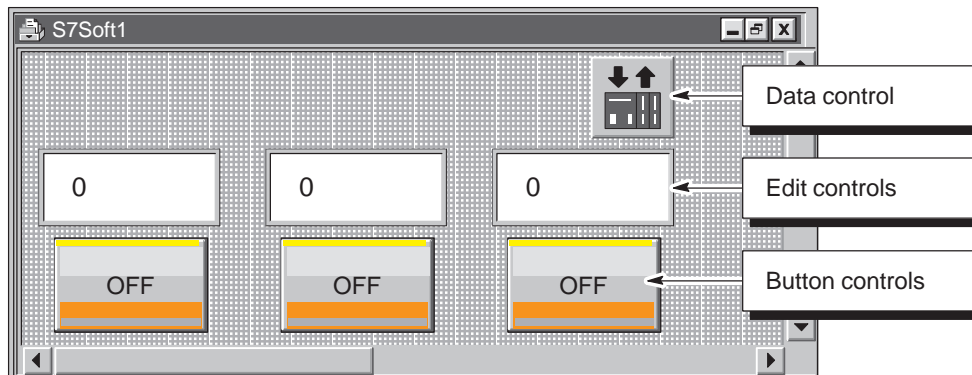 S7Soft1
Data control
0 0 0
Edit controls
OFF OFF OFF
Button controls